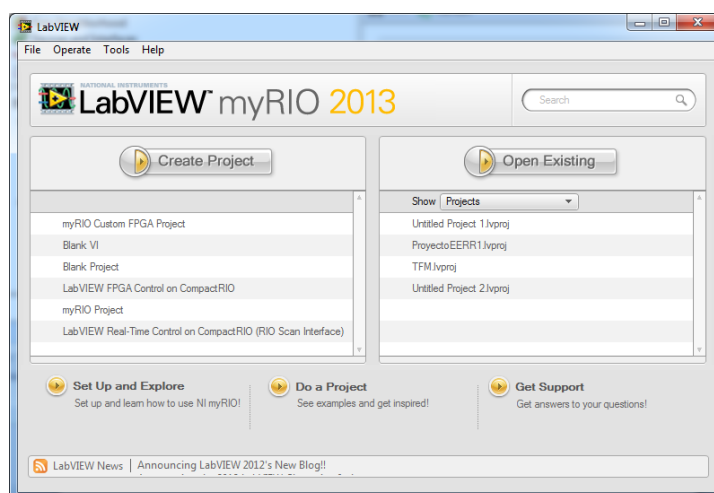 LabVIEW
File Operate Tools Help
NATIONAL INSTRUMENTS
LabVIEW™ myRIO 2013
Search
Create Project
Open Existing
Show Projects
myRIO Custom FPGA Project
Blank VI
Blank Project
LabVIEW FPGA Control on CompactRIO
myRIO Project
LabVIEW Real-Time Control on CompactRIO (RIO Scan Interface)
Untitled Project 1.lvproj
ProyectoEERR1.lvproj
TFM.lvproj
Untitled Project 2.lvproj
Set Up and Explore
Set up and learn how to use NI myRIO!
Do a Project
See examples and get inspired!
Get Support
Get answers to your questions!
LabVIEW News
Announcing LabVIEW 2012's New Blog!!